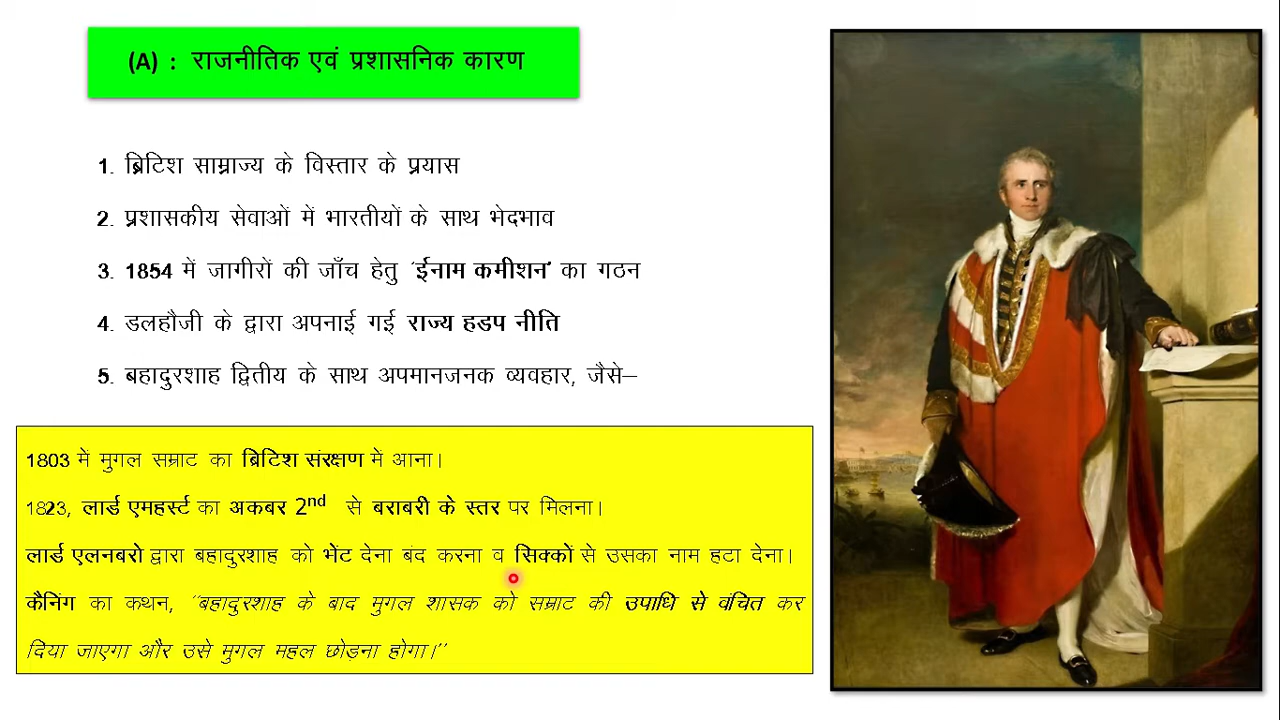 (A) : राजनीतिक एवं प्रशासनिक कारण
1. ब्रिटिश साम्राज्य के विस्तार के प्रयास
2. प्रशासकीय सेवाओं में भारतीयों के साथ भेदभाव
3. 1854 में जागीरों की जाँच हेतु ‘ईनाम कमीशन’ का गठन
4. डलहौजी के द्वारा अपनाई गई राज्य हडप नीति
5. बहादुरशाह द्वितीय के साथ अपमानजनक व्यवहार, जैसे–
1803 में मुगल सम्राट का ब्रिटिश संरक्षण में आना।
1823, लार्ड एमहर्स्ट का अकबर 2nd से बराबरी के स्तर पर मिलना।
लार्ड एलनबरो द्वारा बहादुरशाह को भेंट देना बंद करना व सिक्कों से उसका नाम हटा देना।
कैनिंग का कथन, ‘‘बहादुरशाह के बाद मुगल शासक को सम्राट की उपाधि से वंचित कर
दिया जाएगा और उसे मुगल महल छोड़ना होगा।’’